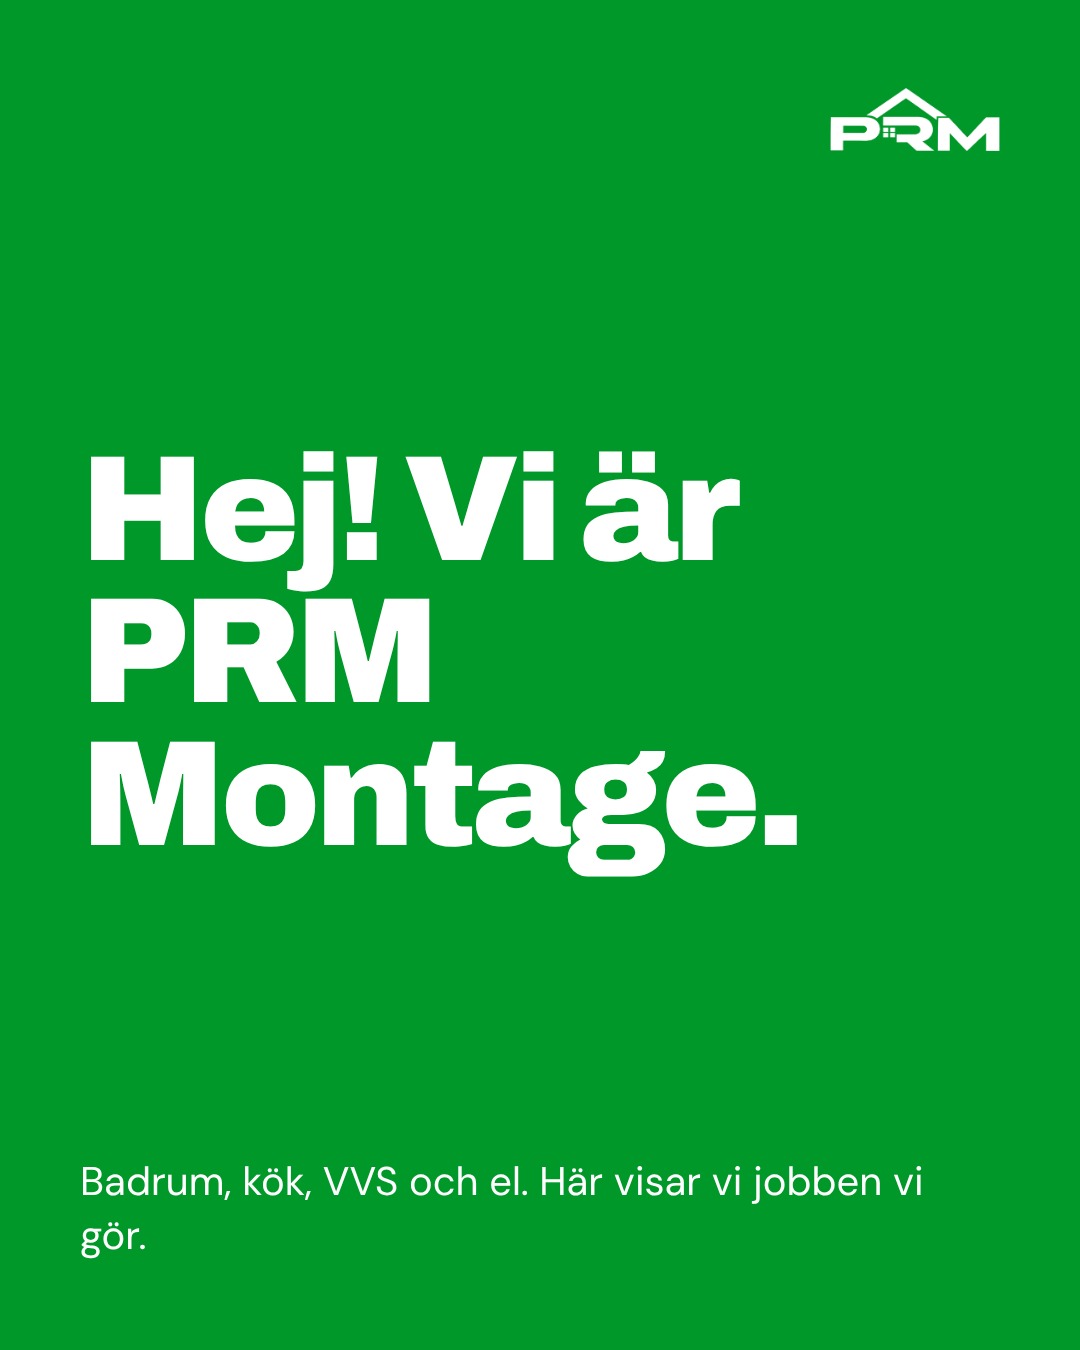 PRM
Hej! Vi är
PRM
Montage.
Badrum, kök, VVS och el. Här visar vi jobben vi
gör.